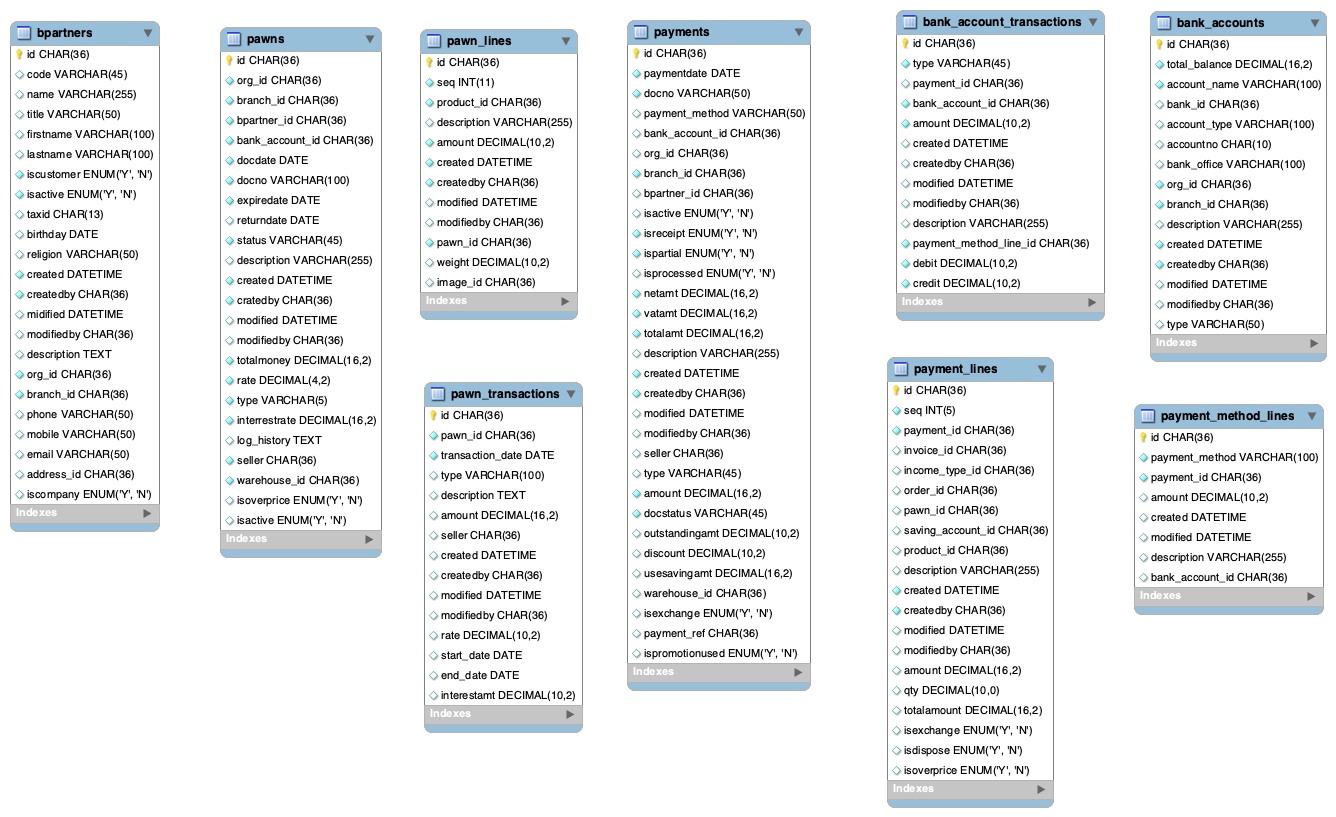 bpartners
id CHAR(36)
code VARCHAR(45)
name VARCHAR(255)
title VARCHAR(50)
firstname VARCHAR(100)
lastname VARCHAR(100)
iscustomer ENUM('Y', 'N')
isactive ENUM('Y', 'N')
taxid CHAR(13)
birthday DATE
religion VARCHAR(50)
created DATETIME
createdby CHAR(36)
midified DATETIME
modifiedby CHAR(36)
description TEXT
org_id CHAR(36)
branch_id CHAR(36)
phone VARCHAR(50)
mobile VARCHAR(50)
email VARCHAR(50)
address_id CHAR(36)
iscompany ENUM('Y', 'N')
Indexes
pawns
id CHAR(36)
org_id CHAR(36)
branch_id CHAR(36)
bpartner_id CHAR(36)
bank_account_id CHAR(36)
docdate DATE
docno VARCHAR(100)
expiredate DATE
returndate DATE
status VARCHAR(45)
description VARCHAR(255)
created DATETIME
cratedby CHAR(36)
modified DATETIME
modifiedby CHAR(36)
totalmoney DECIMAL(16,2)
rate DECIMAL(4,2)
type VARCHAR(5)
interrestrate DECIMAL(16,2)
log_history TEXT
seller CHAR(36)
warehouse_id CHAR(36)
isoverprice ENUM('Y', 'N')
isactive ENUM('Y', 'N')
Indexes
pawn_lines
id CHAR(36)
seq INT(11)
product_id CHAR(36)
description VARCHAR(255)
amount DECIMAL(10,2)
created DATETIME
createdby CHAR(36)
modified DATETIME
modifiedby CHAR(36)
pawn_id CHAR(36)
weight DECIMAL(10,2)
image_id CHAR(36)
Indexes
pawn_transactions
id CHAR(36)
pawn_id CHAR(36)
transaction_date DATE
type VARCHAR(100)
description TEXT
amount DECIMAL(16,2)
seller CHAR(36)
created DATETIME
createdby CHAR(36)
modified DATETIME
modifiedby CHAR(36)
rate DECIMAL(10,2)
start_date DATE
end_date DATE
interestamt DECIMAL(10,2)
Indexes
payments
id CHAR(36)
paymentdate DATE
docno VARCHAR(50)
payment_method VARCHAR(50)
bank_account_id CHAR(36)
org_id CHAR(36)
branch_id CHAR(36)
bpartner_id CHAR(36)
isactive ENUM('Y', 'N')
isreceipt ENUM('Y', 'N')
ispartial ENUM('Y', 'N')
isprocessed ENUM('Y', 'N')
netamt DECIMAL(16,2)
vatamt DECIMAL(16,2)
totalamt DECIMAL(16,2)
description VARCHAR(255)
created DATETIME
createdby CHAR(36)
modified DATETIME
modifiedby CHAR(36)
seller CHAR(36)
type VARCHAR(45)
amount DECIMAL(16,2)
docstatus VARCHAR(45)
outstandingamt DECIMAL(10,2)
discount DECIMAL(10,2)
usesavingamt DECIMAL(16,2)
warehouse_id CHAR(36)
isexchange ENUM('Y', 'N')
payment_ref CHAR(36)
ispromotionused ENUM('Y', 'N')
Indexes
bank_account_transactions
id CHAR(36)
type VARCHAR(45)
payment_id CHAR(36)
bank_account_id CHAR(36)
amount DECIMAL(10,2)
created DATETIME
createdby CHAR(36)
modified DATETIME
modifiedby CHAR(36)
description VARCHAR(255)
payment_method_line_id CHAR(36)
debit DECIMAL(10,2)
credit DECIMAL(10,2)
Indexes
payment_lines
id CHAR(36)
seq INT(5)
payment_id CHAR(36)
invoice_id CHAR(36)
income_type_id CHAR(36)
order_id CHAR(36)
pawn_id CHAR(36)
saving_account_id CHAR(36)
product_id CHAR(36)
description VARCHAR(255)
created DATETIME
createdby CHAR(36)
modified DATETIME
modifiedby CHAR(36)
amount DECIMAL(16,2)
qty DECIMAL(10,0)
totalamount DECIMAL(16,2)
isexchange ENUM('Y', 'N')
isdispose ENUM('Y', 'N')
isoverprice ENUM('Y', 'N')
Indexes
bank_accounts
id CHAR(36)
total_balance DECIMAL(16,2)
account_name VARCHAR(100)
bank_id CHAR(36)
account_type VARCHAR(100)
accountno CHAR(10)
bank_office VARCHAR(100)
org_id CHAR(36)
branch_id CHAR(36)
description VARCHAR(255)
created DATETIME
createdby CHAR(36)
modified DATETIME
modifiedby CHAR(36)
type VARCHAR(50)
Indexes
payment_method_lines
id CHAR(36)
payment_method VARCHAR(100)
payment_id CHAR(36)
amount DECIMAL(10,2)
created DATETIME
modified DATETIME
description VARCHAR(255)
bank_account_id CHAR(36)
Indexes